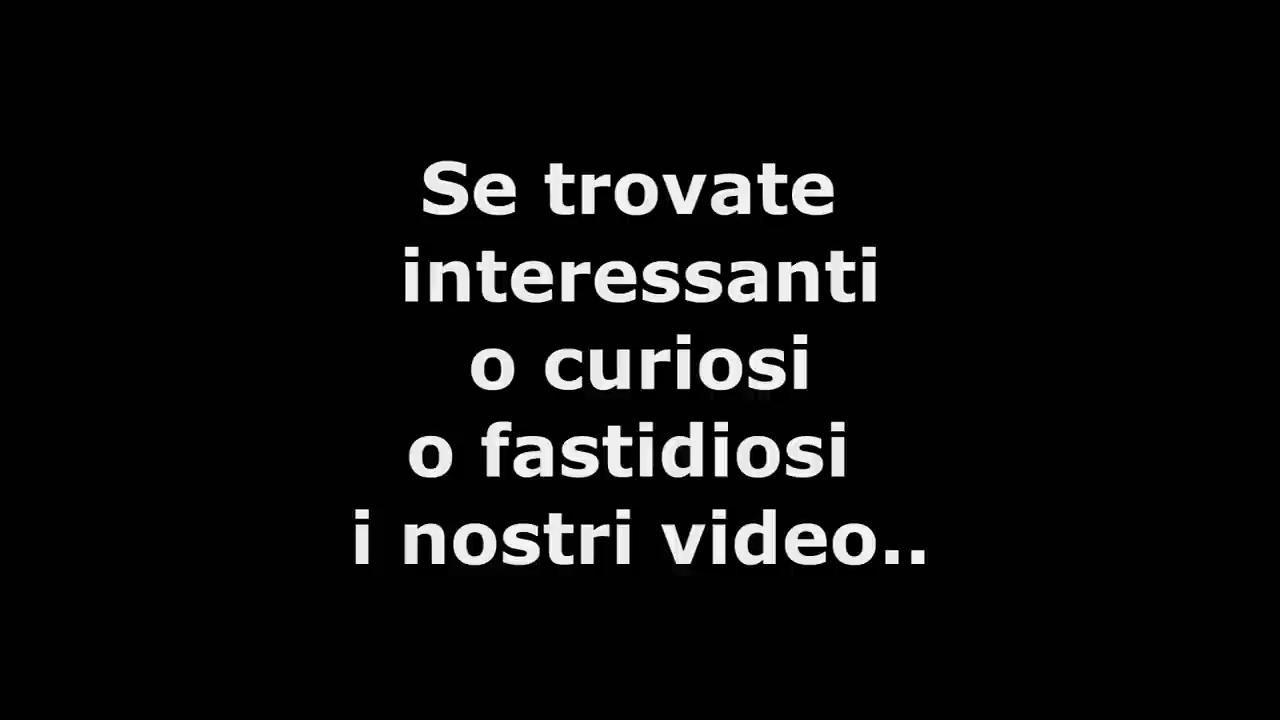 Se trovate
interessanti
o curiosi
o fastidiosi
i nostri video..